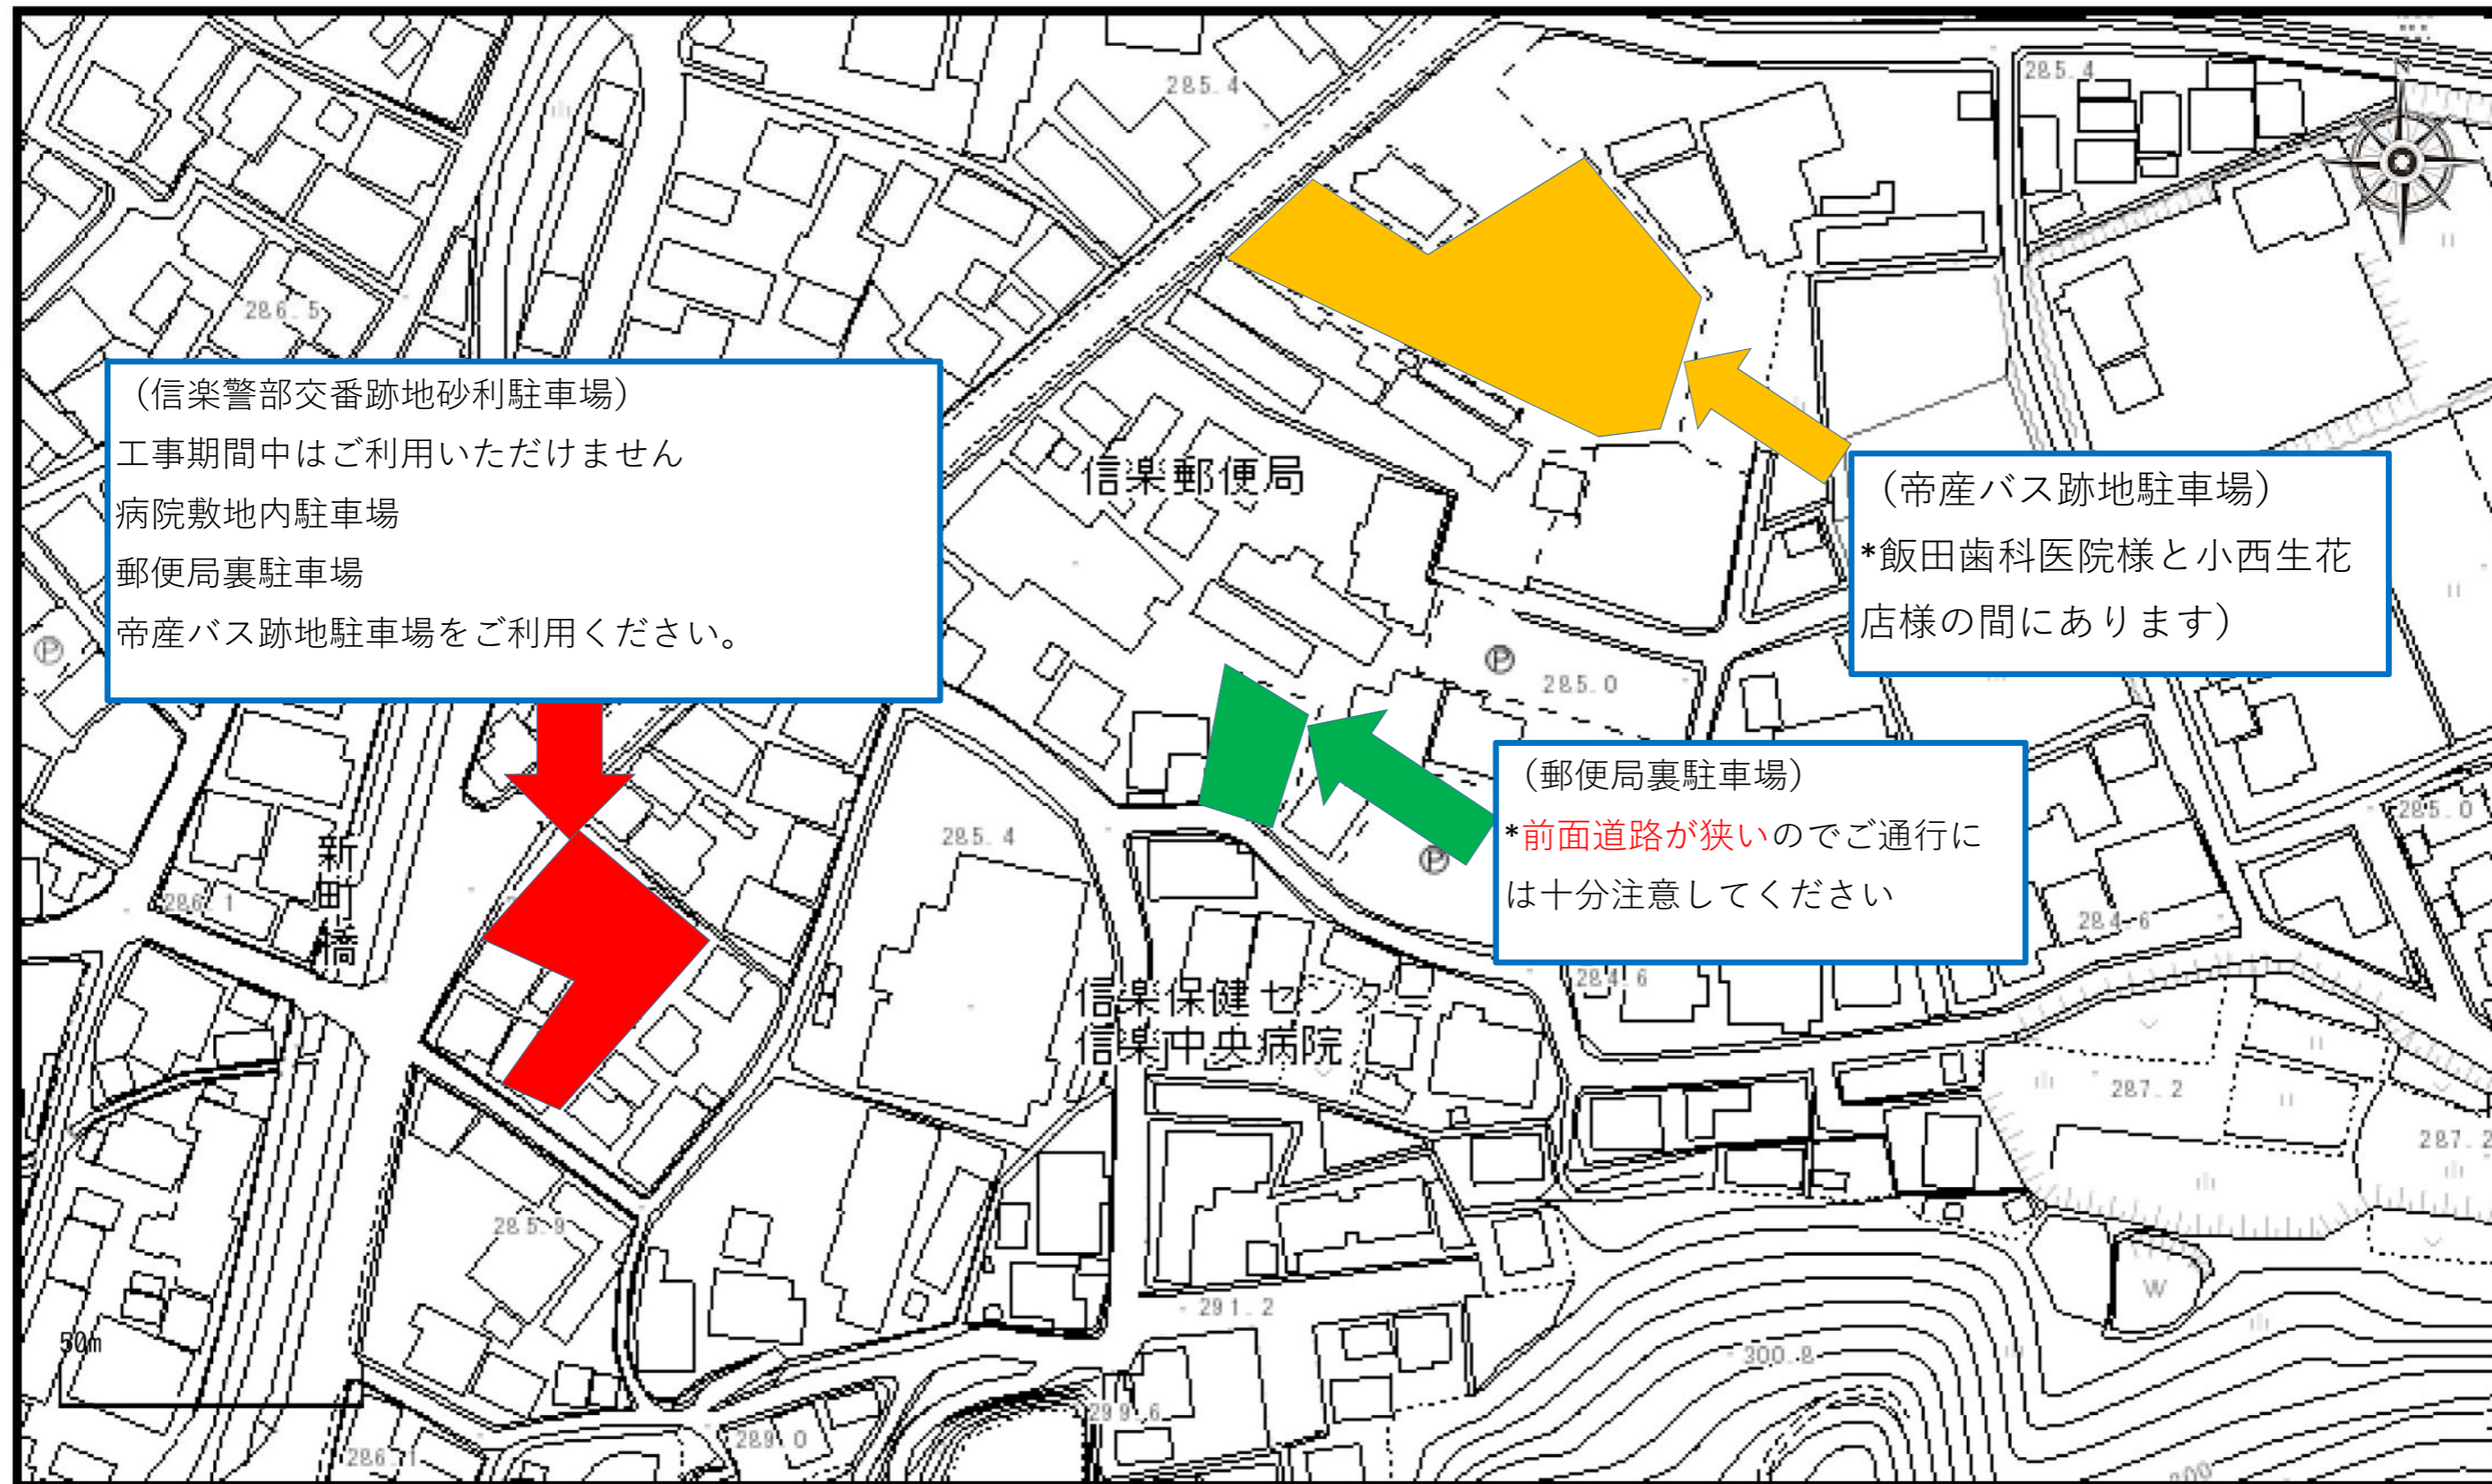 285.4
285.4
N
286.5
（信楽警部交番跡地砂利駐車場）
工事期間中はご利用いただけません
病院敷地内駐車場
郵便局裏駐車場
帝産バス跡地駐車場をご利用ください。
信楽郵便局
（帝産バス跡地駐車場）
*飯田歯科医院様と小西生花
店様の間にあります）
P
P
285.0
（郵便局裏駐車場）
*前面道路が狭いのでご通行に
は十分注意してください
285.0
285.4
P
新町橋
286.1
284.6
284.6
信楽保健センター
信楽中央病院
287.2
287.2
285.9
291.2
W
50m
300.8
299.6
289.0
286.1
300